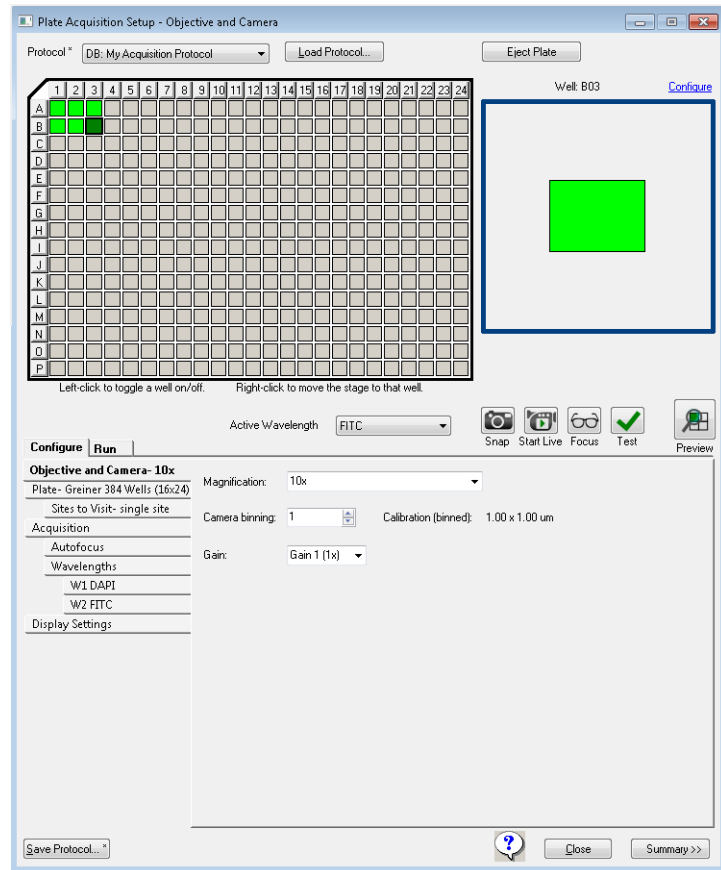 Plate Acquisition Setup - Objective and Camera
Protocol * DB: My Acquisition Protocol Load Protocol... Eject Plate
Well: B03 Configure
1 2 3 4 5 6 7 8 9 10 11 12 13 14 15 16 17 18 19 20 21 22 23 24
A
B
C
D
E
F
G
H
I
J
K
L
M
N
O
P
Left-click to toggle a well on/off. Right-click to move the stage to that well.
Active Wavelength FITC
Snap Start Live Focus Test Preview
Configure Run
Objective and Camera- 10x
Plate- Greiner 384 Wells (16x24)
Sites to Visit- single site
Acquisition
Autofocus
Wavelengths
W1 DAPI
W2 FITC
Display Settings
Magnification: 10x
Camera binning: 1 Calibration (binned): 1.00 x 1.00 um
Gain: Gain 1 (1x)
Save Protocol... * ? Close Summary >>